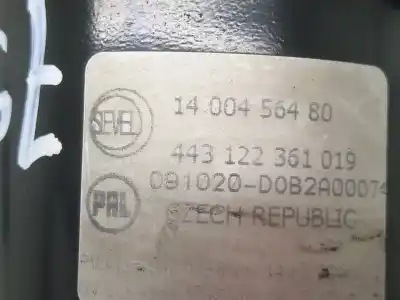 SEVEL
14 004 564 80
443 122 361 019
081020-D0B2A00074
PAL
CZECH REPUBLIC